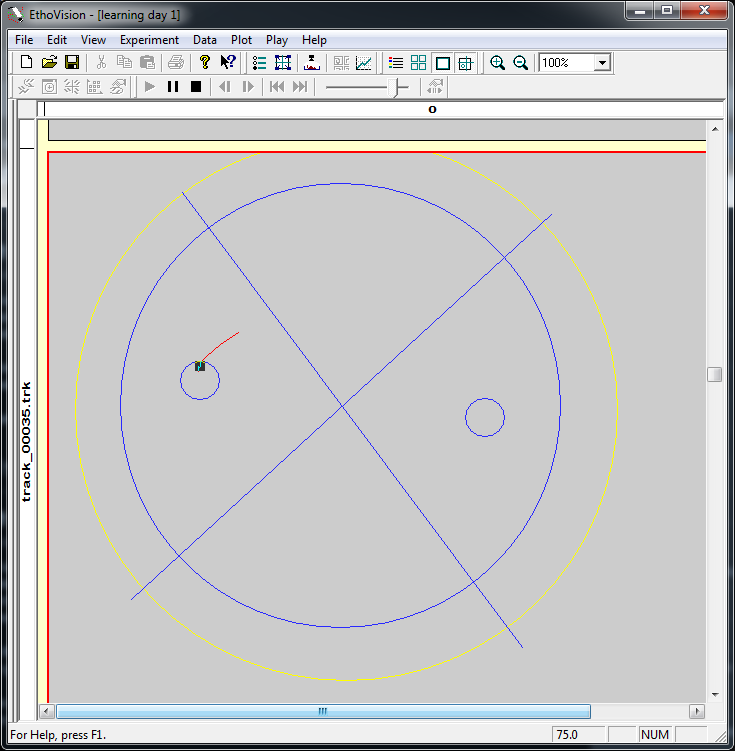 EthoVision - [learning day 1]
File Edit View Experiment Data Plot Play Help
100%
0
track_00035.trk
For Help, press F1.
75.0
NUM